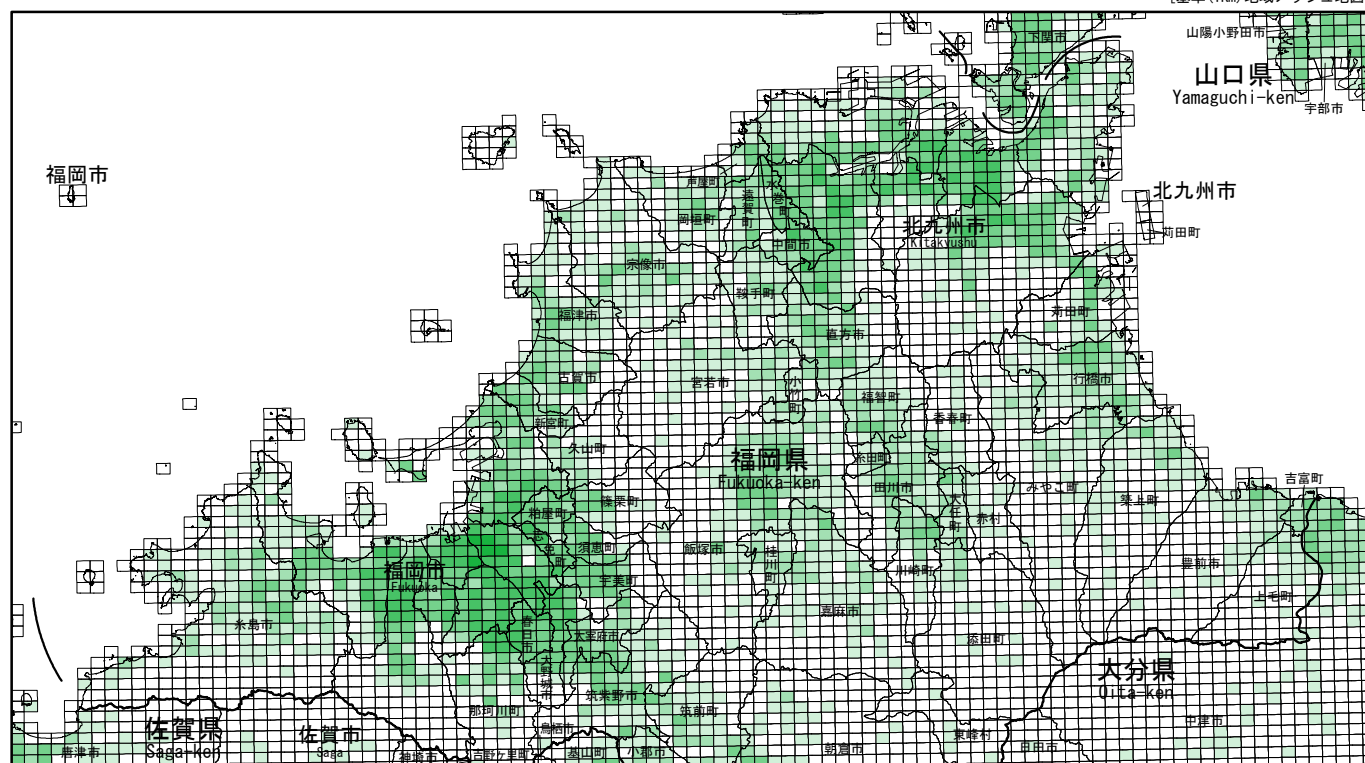 下関市
山陽小野田市
山口県
Yamaguchi-ken
宇部市
福岡市
芦屋町
水巻町
遠賀町
岡垣町
北九州市
苅田町
北九州市
Kitakyushu
中間市
宗像市
鞍手町
福津市
苅田町
直方市
古賀市
宮若市
小竹町
行橋市
福智町
新宮町
香春町
久山町
福岡県
Fukuoka-ken
糸田町
田川市
みやこ町
吉富町
篠栗町
築上町
粕屋町
大任町
赤村
志免町
須恵町
飯塚市
桂川町
豊前市
福岡市
Fukuoka
宇美町
川崎町
上毛町
糸島市
春日市
太宰府市
嘉麻市
添田町
大野城市
大分県
Oita-ken
筑紫野市
那珂川町
筑前町
佐賀県
Saga-ken
佐賀市
Saga
鳥栖市
中津市
東峰村
唐津市
神埼市
吉野ヶ里町
基山町
小郡市
朝倉市
日田市